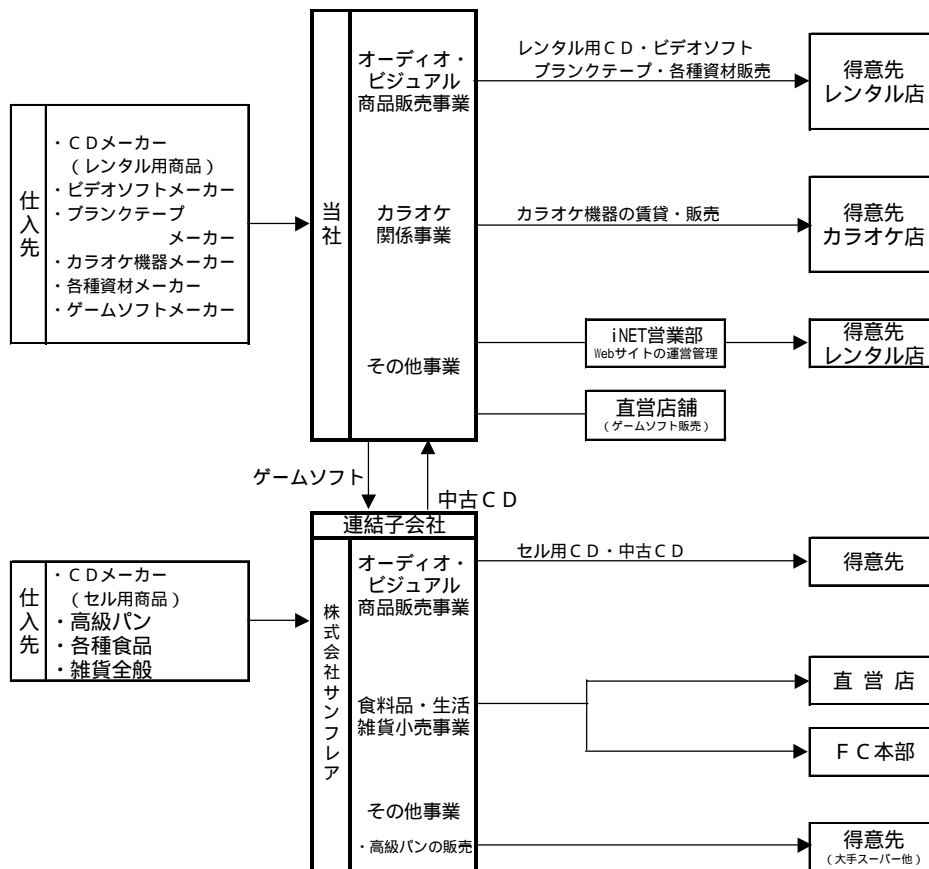 仕入先
・ＣＤメーカー
（レンタル用商品）
・ビデオソフトメーカー
・ブランクテープ
メーカー
・カラオケ機器メーカー
・各種資材メーカー
・ゲームソフトメーカー
当社
オーディオ・
ビジュアル
商品販売事業
レンタル用ＣＤ・ビデオソフト
ブランクテープ・各種資材販売
得意先
レンタル店
カラオケ
関係事業
カラオケ機器の賃貸・販売
得意先
カラオケ店
その他事業
iNET営業部
Webサイトの運営管理
得意先
レンタル店
直営店舗
（ゲームソフト販売）
ゲームソフト
中古ＣＤ
仕入先
・ＣＤメーカー
（セル用商品）
・高級パン
・各種食品
・雑貨全般
連結子会社
株式会社サンフレア
オーディオ・
ビジュアル
商品販売事業
セル用ＣＤ・中古ＣＤ
得意先
食料品・生活
雑貨小売事業
直 営 店
ＦＣ本部
その他事業
・高級パンの販売
得意先
（大手スーパー他）